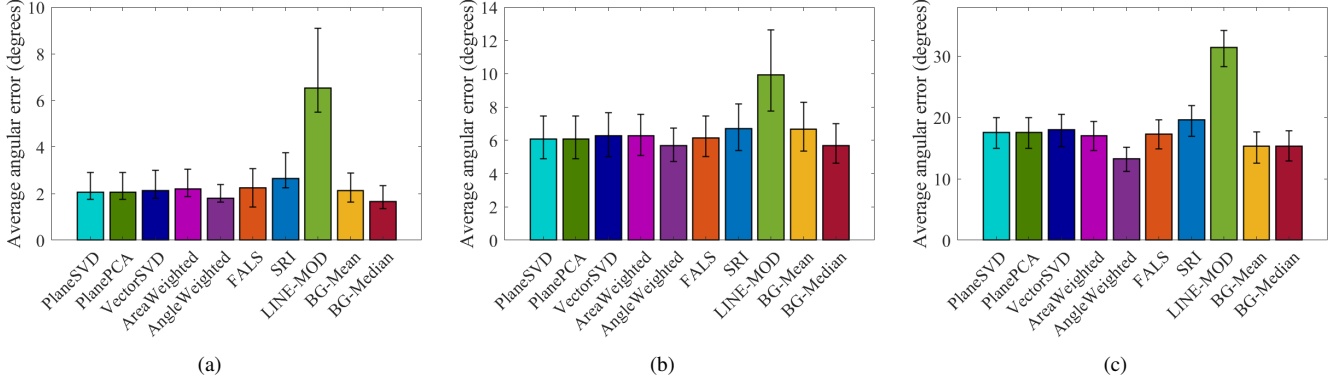 Average angular error (degrees)
10
8
6
4
2
0
PlaneSVD
PlanePCA
VectorSVD
AreaWeighted
AngleWeighted
FALS
SRI
LINE-MOD
BG-Mean
BG-Median
(a)
Average angular error (degrees)
14
12
10
8
6
4
2
0
PlaneSVD
PlanePCA
VectorSVD
AreaWeighted
AngleWeighted
FALS
SRI
LINE-MOD
BG-Mean
BG-Median
(b)
Average angular error (degrees)
30
20
10
0
PlaneSVD
PlanePCA
VectorSVD
AreaWeighted
AngleWeighted
FALS
SRI
LINE-MOD
BG-Mean
BG-Median
(c)